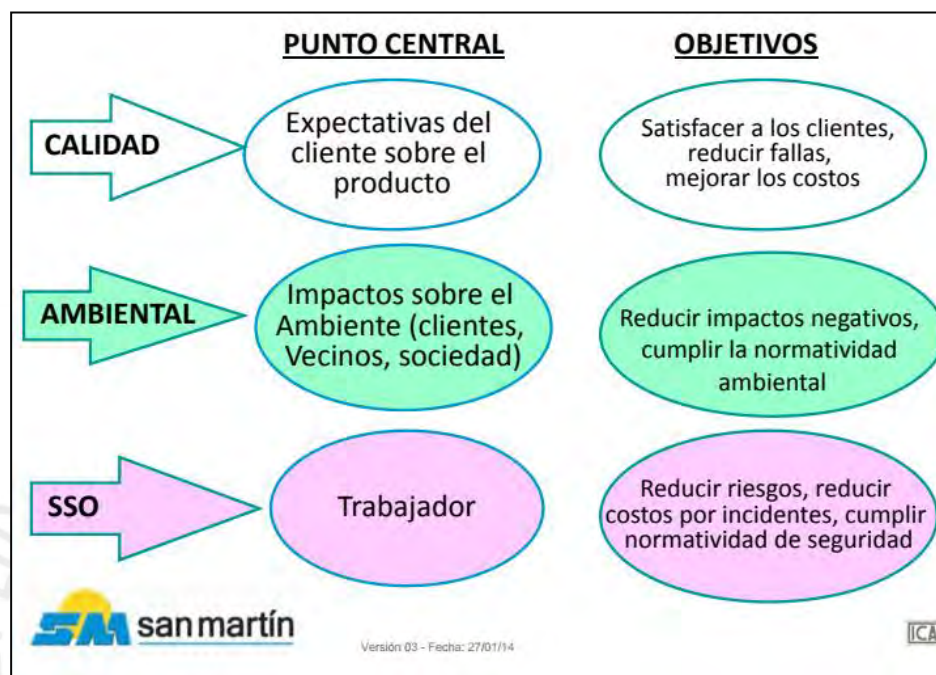 PUNTO CENTRAL
OBJETIVOS
CALIDAD
Expectativas del
cliente sobre el
producto
Satisfacer a los clientes,
reducir fallas,
mejorar los costos
AMBIENTAL
Impactos sobre el
Ambiente (clientes,
Vecinos, sociedad)
Reducir impactos negativos,
cumplir la normatividad
ambiental
SSO
Trabajador
Reducir riesgos, reducir
costos por incidentes, cumplir
normatividad de seguridad
SM sanmartín
Versión 03 - Fecha: 27/01/14